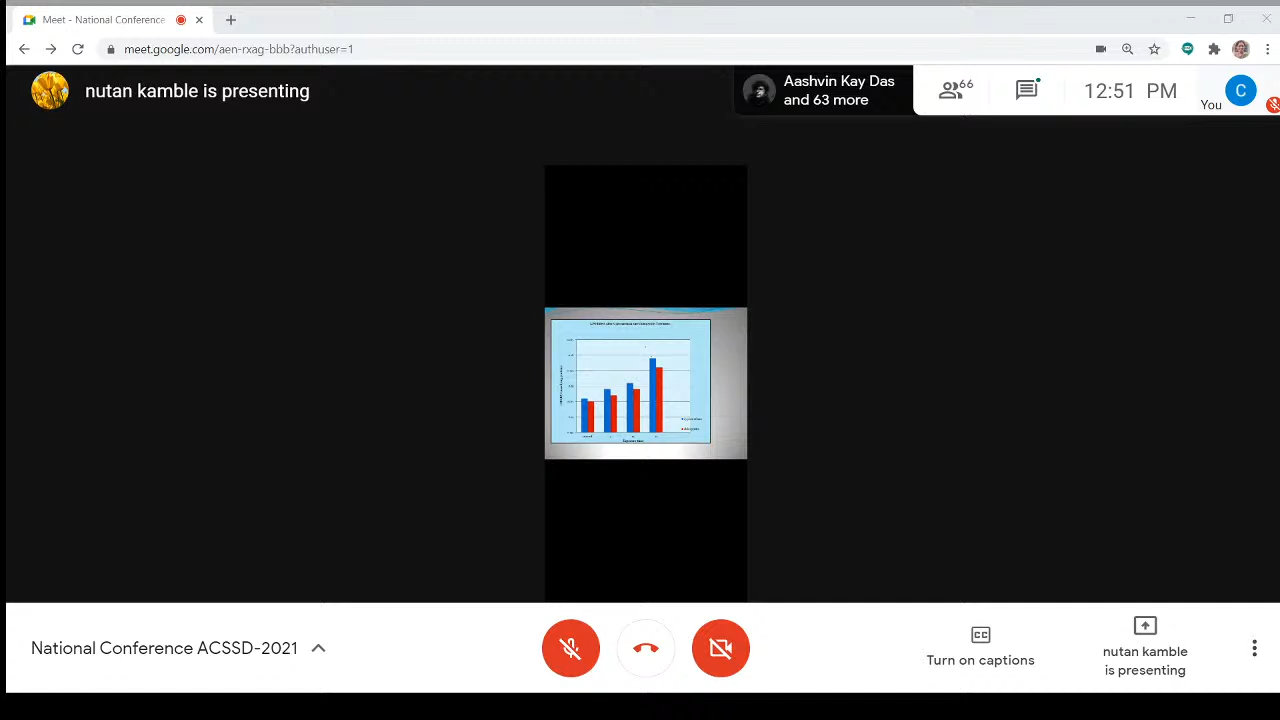 Meet - National Conference
meet.google.com/aen-rxag-bbb?authuser=1
nutan kamble is presenting
Aashvin Kay Das
and 63 more
66
12:51 PM
You
C
National Conference ACSSD-2021
CC
Turn on captions
nutan kamble
is presenting